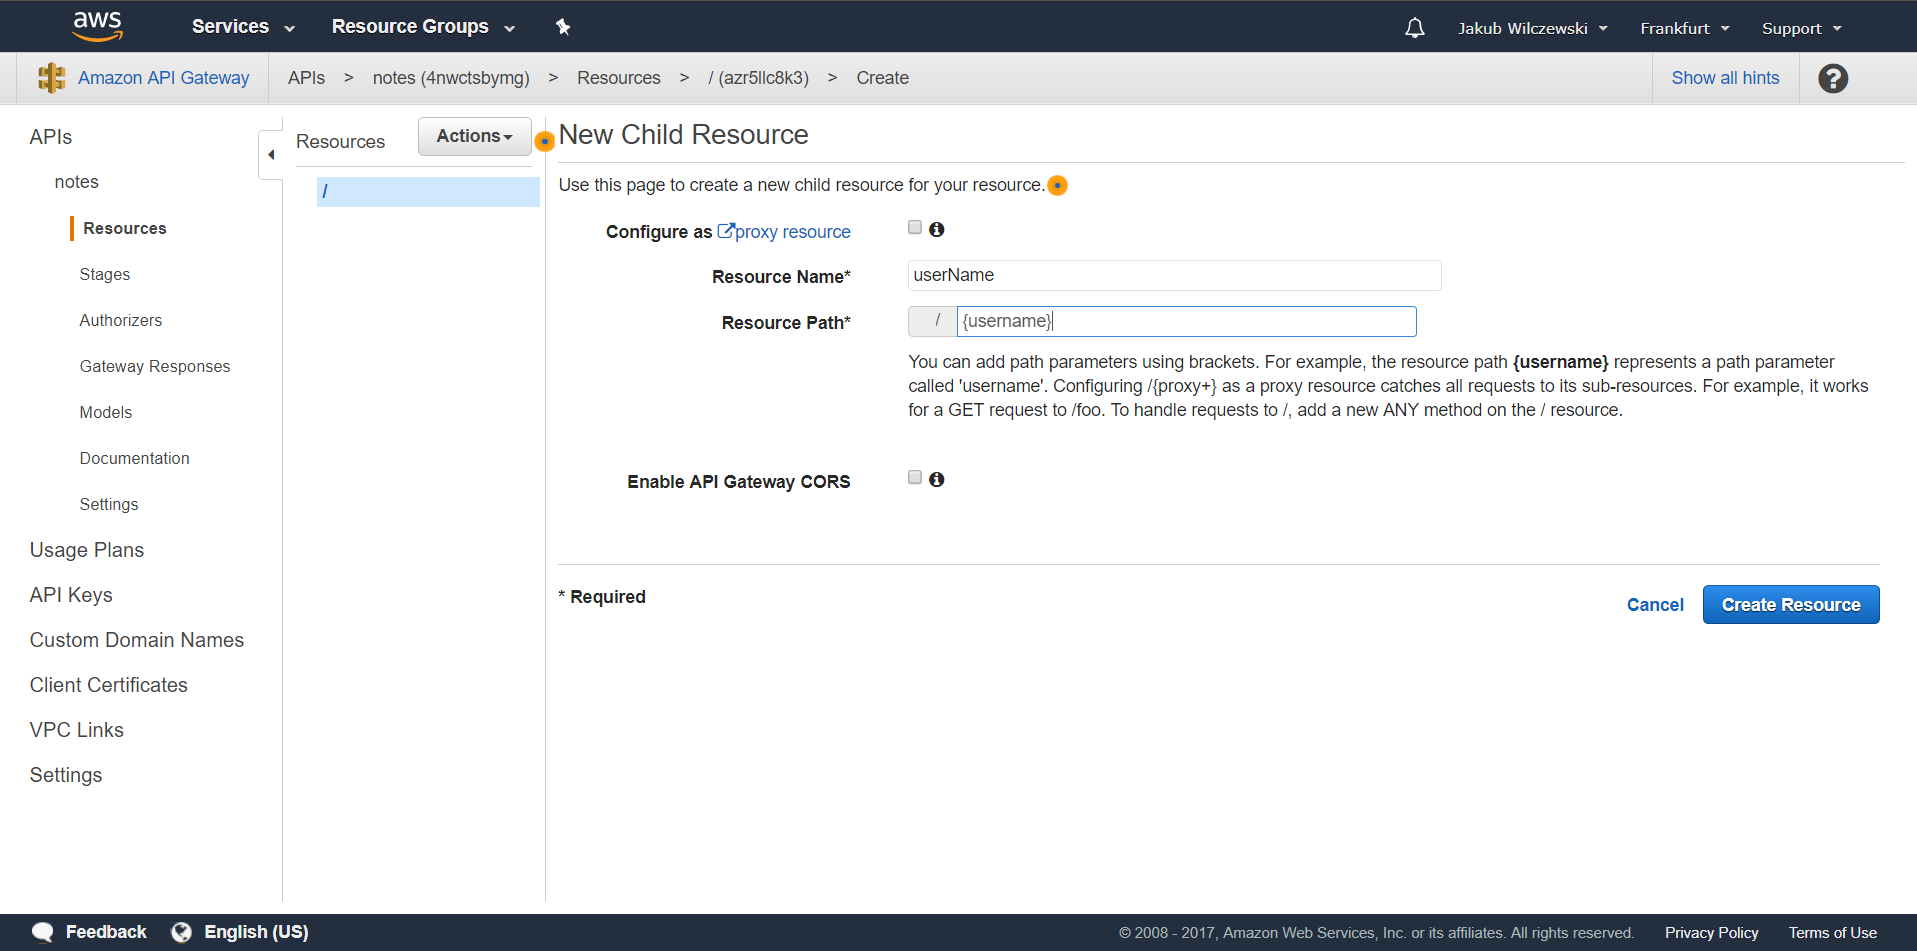 aws
Services
Resource Groups
Jakub Wilczewski
Frankfurt
Support
Amazon API Gateway
APIs > notes (4nwctsbymg) > Resources > / (azr5llc8k3) > Create
Show all hints
?
APIs
notes
Resources
Stages
Authorizers
Gateway Responses
Models
Documentation
Settings
Usage Plans
API Keys
Custom Domain Names
Client Certificates
VPC Links
Settings
Resources
Actions
/
New Child Resource
Use this page to create a new child resource for your resource.
Configure as proxy resource
Resource Name*
userName
Resource Path*
/ {username}
You can add path parameters using brackets. For example, the resource path {username} represents a path parameter
called 'username'. Configuring /{proxy+} as a proxy resource catches all requests to its sub-resources. For example, it works
for a GET request to /foo. To handle requests to /, add a new ANY method on the / resource.
Enable API Gateway CORS
* Required
Cancel
Create Resource
Feedback
English (US)
© 2008 - 2017, Amazon Web Services, Inc. or its affiliates. All rights reserved.
Privacy Policy
Terms of Use